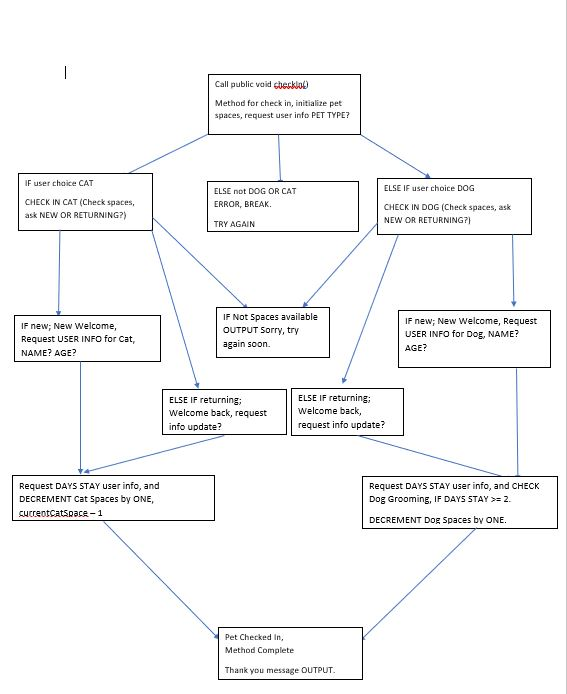 Call public void checkIn()
Method for check in, initialize pet
spaces, request user info PET TYPE?
IF user choice CAT
CHECK IN CAT (Check spaces,
ask NEW OR RETURNING?)
ELSE not DOG OR CAT
ERROR, BREAK.
TRY AGAIN
ELSE IF user choice DOG
CHECK IN DOG (Check spaces, ask
NEW OR RETURNING?)
IF new; New Welcome,
Request USER INFO for Cat,
NAME? AGE?
IF Not Spaces available
OUTPUT Sorry, try
again soon.
IF new; New Welcome, Request
USER INFO for Dog, NAME?
AGE?
ELSE IF returning;
Welcome back, request
info update?
ELSE IF returning;
Welcome back,
request info update?
Request DAYS STAY user info, and
DECREMENT Cat Spaces by ONE,
currentCatSpace – 1
Request DAYS STAY user info, and CHECK
Dog Grooming, IF DAYS STAY >= 2.
DECREMENT Dog Spaces by ONE.
Pet Checked In,
Method Complete
Thank you message OUTPUT.